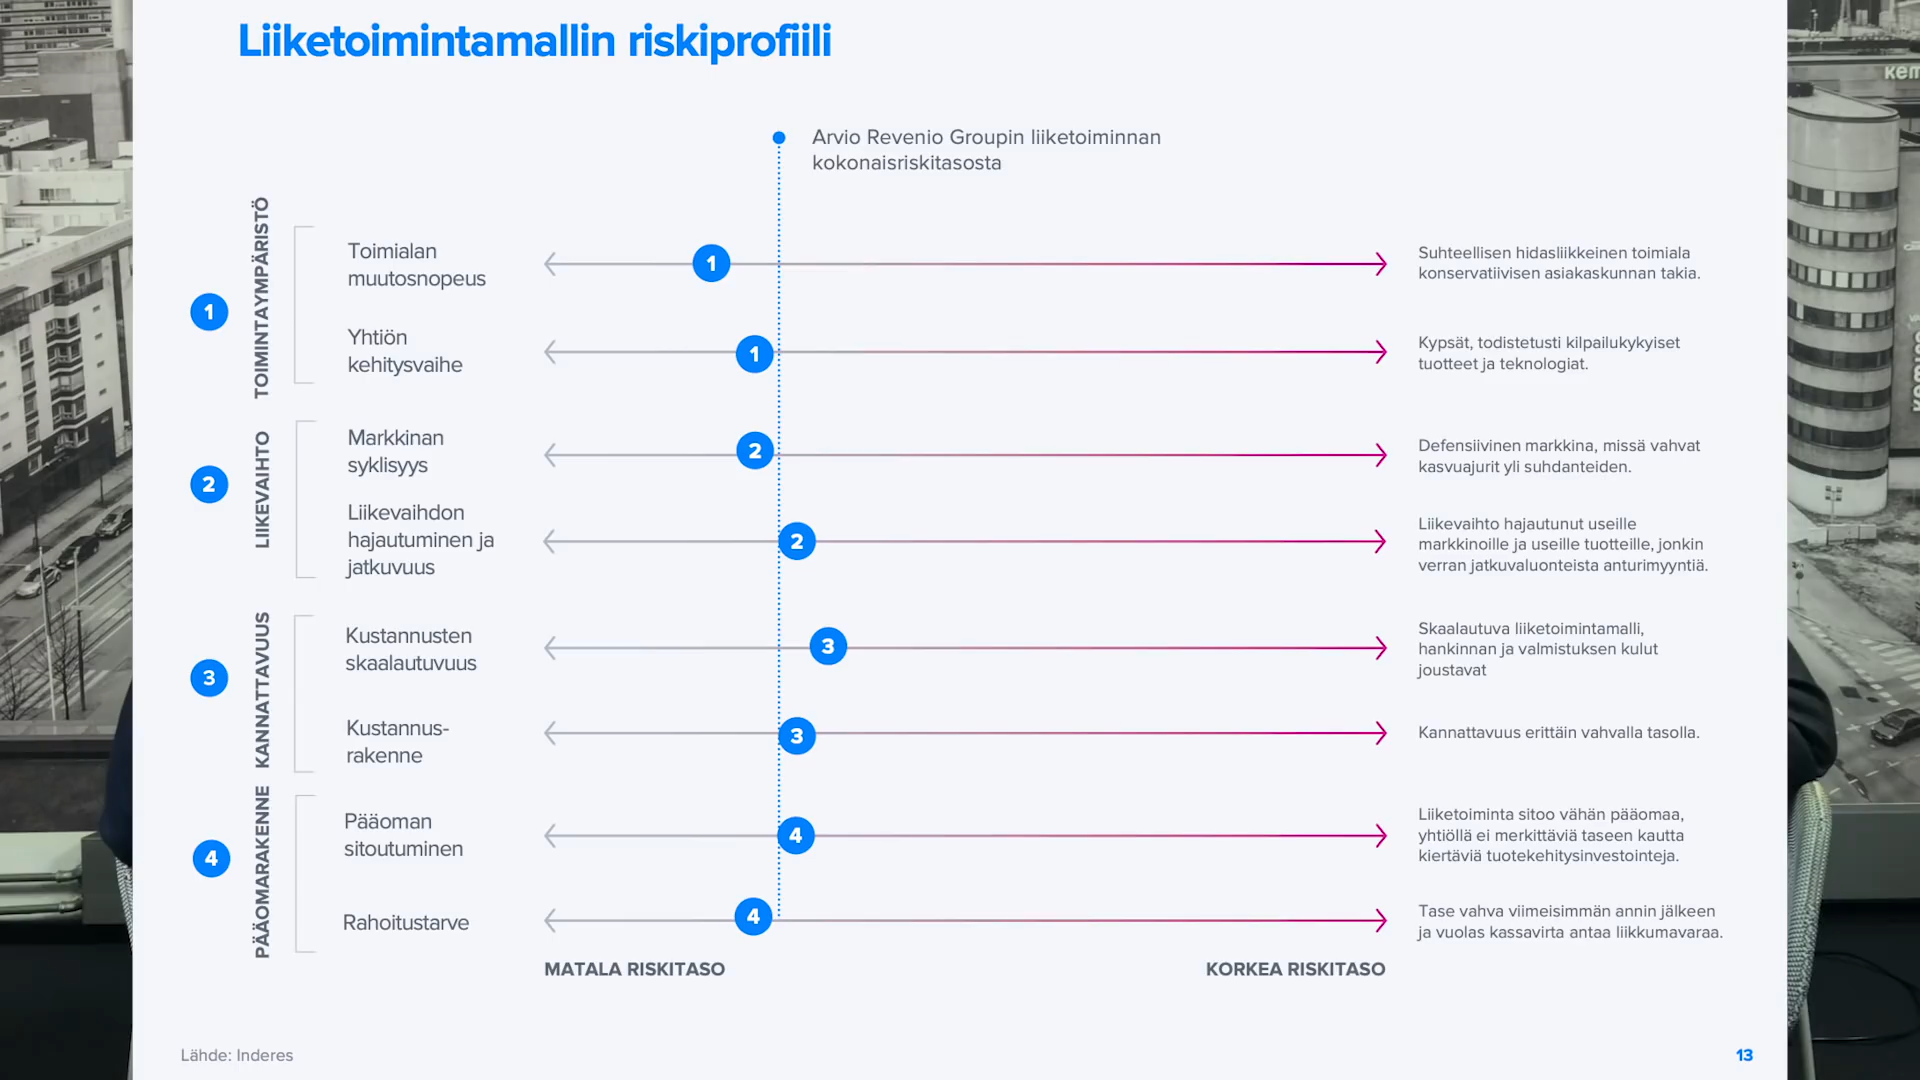 Liiketoimintamallin riskiprofiili
Arvio Revenio Groupin liiketoiminnan
kokonaisriskitasosta
1
TOIMINTAYMPÄRISTÖ
Toimialan
muutosnopeus
1
Suhteellisen hidasliikkeinen toimiala
konservatiivisen asiakaskunnan takia.
Yhtiön
kehitysvaihe
1
Kypsät, todistetusti kilpailukykyiset
tuotteet ja teknologiat.
2
LIIKEVAIHTO
Markkinan
syklisyys
2
Defensiivinen markkina, missä vahvat
kasvuajurit yli suhdanteiden.
Liikevaihdon
hajautuminen ja
jatkuvuus
2
Liikevaihto hajautunut useille
markkinoille ja useille tuotteille, jonkin
verran jatkuvaluonteista anturimyyntiä.
3
KANNATTAVUUS
Kustannusten
skaalautuvuus
3
Skaalautuva liiketoimintamalli,
hankinnan ja valmistuksen kulut
joustavat
Kustannus-
rakenne
3
Kannattavuus erittäin vahvalla tasolla.
4
PÄÄOMARAKENNE
Pääoman
sitoutuminen
4
Liiketoiminta sitoo vähän pääomaa,
yhtiöllä ei merkittäviä taseen kautta
kiertäviä tuotekehitysinvestointeja.
Rahoitustarve
4
Tase vahva viimeisimmän annin jälkeen
ja vuolas kassavirta antaa liikkumavaraa.
MATALA RISKITASO
KORKEA RISKITASO
Lähde: Inderes
13